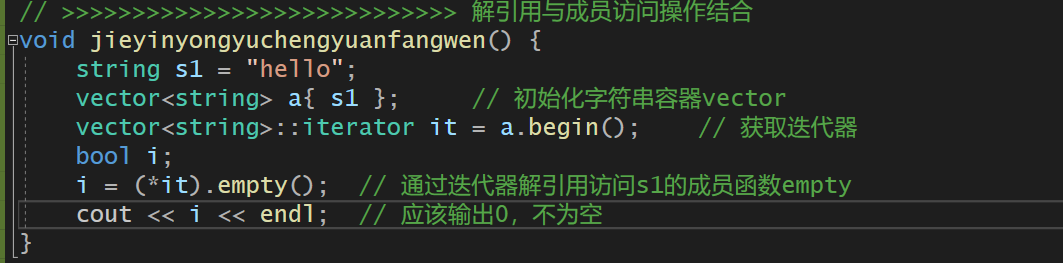 // >>>>>>>>>>>>>>>>>>>>>>>>>>>> 解引用与成员访问操作结合
void jieyinyongyuchengyuanfangwen() {
    string s1 = "hello";
    vector<string> a{ s1 };     // 初始化字符串容器vector
    vector<string>::iterator it = a.begin();    // 获取迭代器
    bool i;
    i = (*it).empty();  // 通过迭代器解引用访问s1的成员函数empty
    cout << i << endl;  // 应该输出0，不为空
}